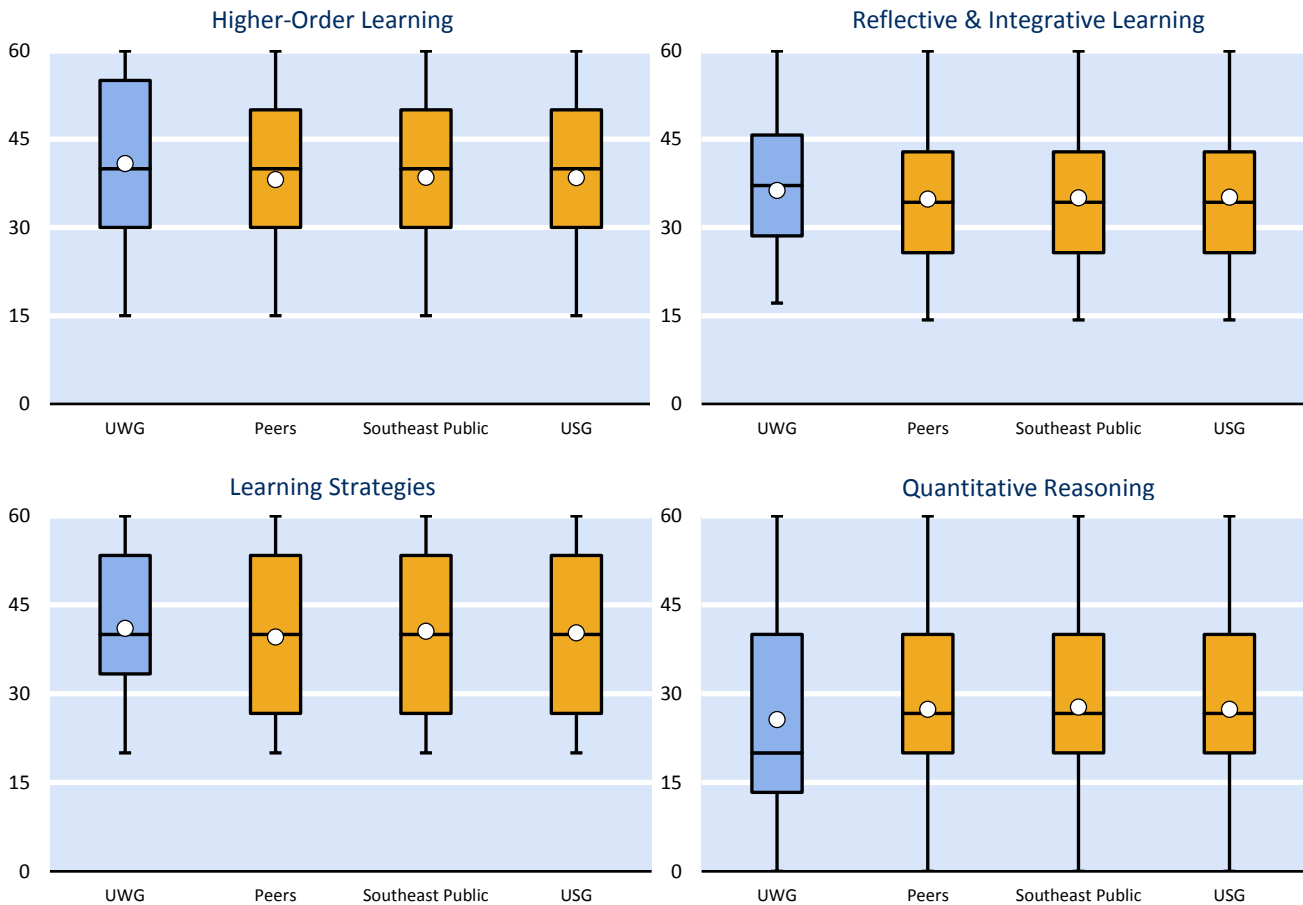 Higher-Order Learning
60
45
30
15
0
UWG Peers Southeast Public USG
Reflective & Integrative Learning
60
45
30
15
0
UWG Peers Southeast Public USG
Learning Strategies
60
45
30
15
0
UWG Peers Southeast Public USG
Quantitative Reasoning
60
45
30
15
0
UWG Peers Southeast Public USG